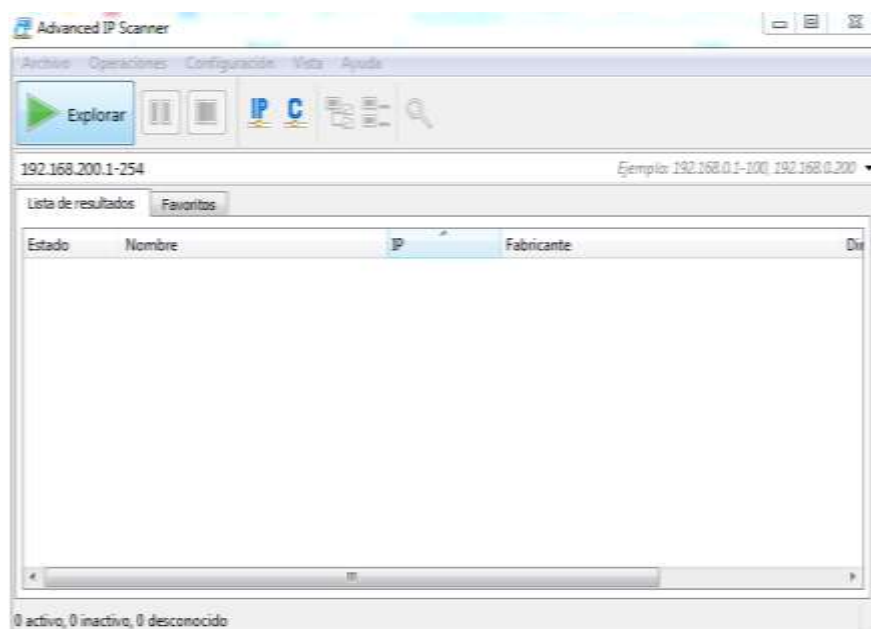 Advanced IP Scanner
Archivo Operaciones Configuración Vista Ayuda
Explorar IP C
192.168.200.1-254 Ejemplo: 192.168.0.1-100, 192.168.0.200
Lista de resultados Favoritos
Estado Nombre IP Fabricante Dir
0 activo, 0 inactivo, 0 desconocido